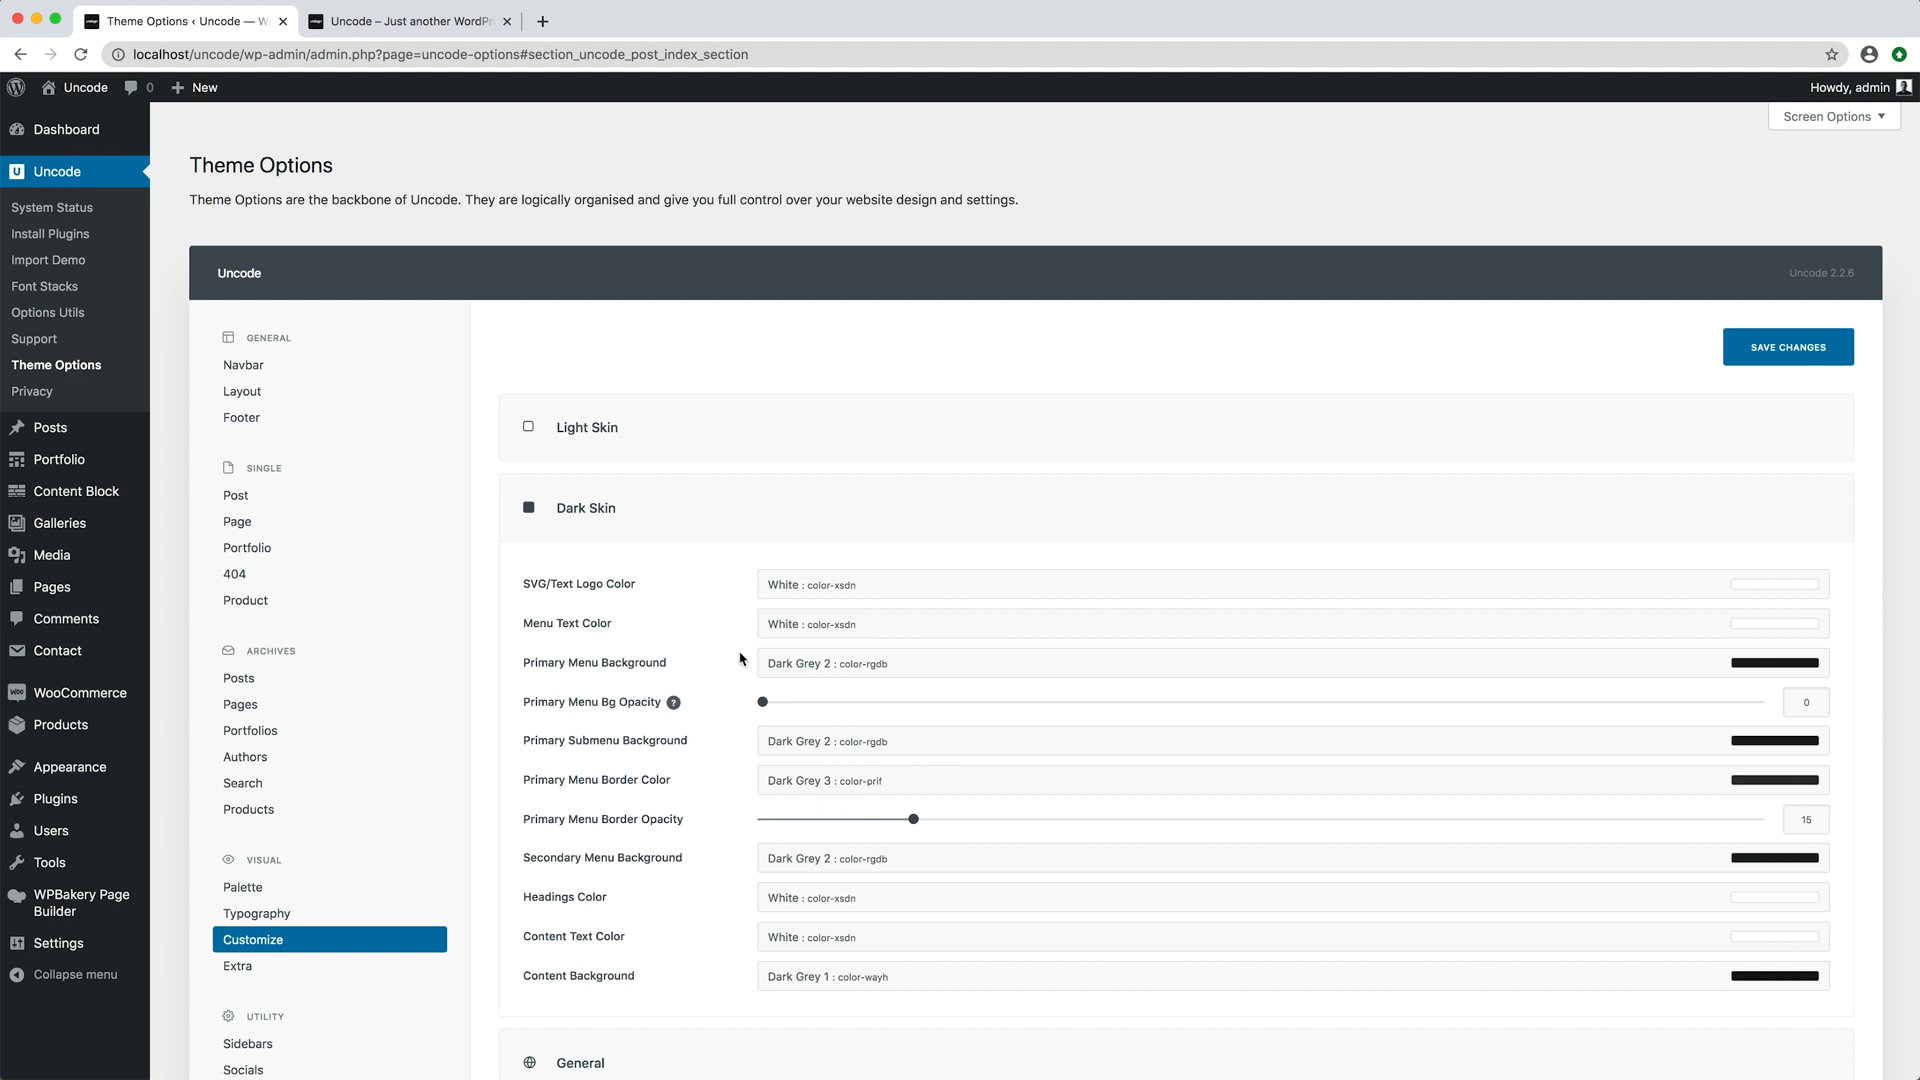 Theme Options ‹ Uncode — W
Uncode – Just another WordPr
localhost/uncode/wp-admin/admin.php?page=uncode-options#section_uncode_post_index_section
Uncode
0
New
Howdy, admin
Screen Options
Dashboard
Uncode
System Status
Install Plugins
Import Demo
Font Stacks
Options Utils
Support
Theme Options
Privacy
Posts
Portfolio
Content Block
Galleries
Media
Pages
Comments
Contact
WooCommerce
Products
Appearance
Plugins
Users
Tools
WPBakery Page
Builder
Settings
Collapse menu
Theme Options
Theme Options are the backbone of Uncode. They are logically organised and give you full control over your website design and settings.
Uncode
Uncode 2.2.6
GENERAL
Navbar
Layout
Footer
SINGLE
Post
Page
Portfolio
404
Product
ARCHIVES
Posts
Pages
Portfolios
Authors
Search
Products
VISUAL
Palette
Typography
Customize
Extra
UTILITY
Sidebars
Socials
SAVE CHANGES
Light Skin
Dark Skin
SVG/Text Logo Color
White : color-xsdn
Menu Text Color
White : color-xsdn
Primary Menu Background
Dark Grey 2 : color-rgdb
Primary Menu Bg Opacity ?
0
Primary Submenu Background
Dark Grey 2 : color-rgdb
Primary Menu Border Color
Dark Grey 3 : color-prif
Primary Menu Border Opacity
15
Secondary Menu Background
Dark Grey 2 : color-rgdb
Headings Color
White : color-xsdn
Content Text Color
White : color-xsdn
Content Background
Dark Grey 1 : color-wayh
General